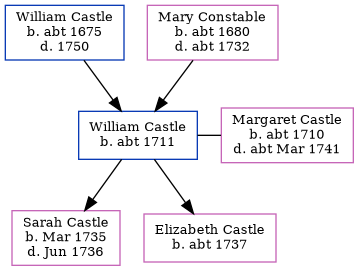 William Castle
b. abt 1675
d. 1750
Mary Constable
b. abt 1680
d. abt 1732
William Castle
b. abt 1711
Margaret Castle
b. abt 1710
d. abt Mar 1741
Sarah Castle
b. Mar 1735
d. Jun 1736
Elizabeth Castle
b. abt 1737